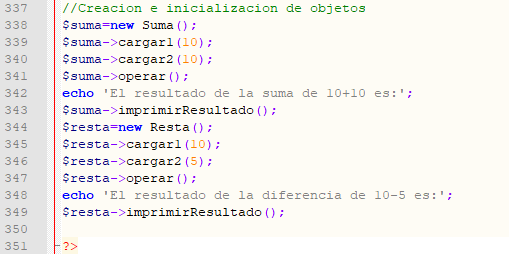 337 //Creacion e inicializacion de objetos
338 $suma=new Suma();
339 $suma->cargar1(10);
340 $suma->cargar2(10);
341 $suma->operar();
342 echo 'El resultado de la suma de 10+10 es:';
343 $suma->imprimirResultado();
344 $resta=new Resta();
345 $resta->cargar1(10);
346 $resta->cargar2(5);
347 $resta->operar();
348 echo 'El resultado de la diferencia de 10-5 es:';
349 $resta->imprimirResultado();
350
351 ?>